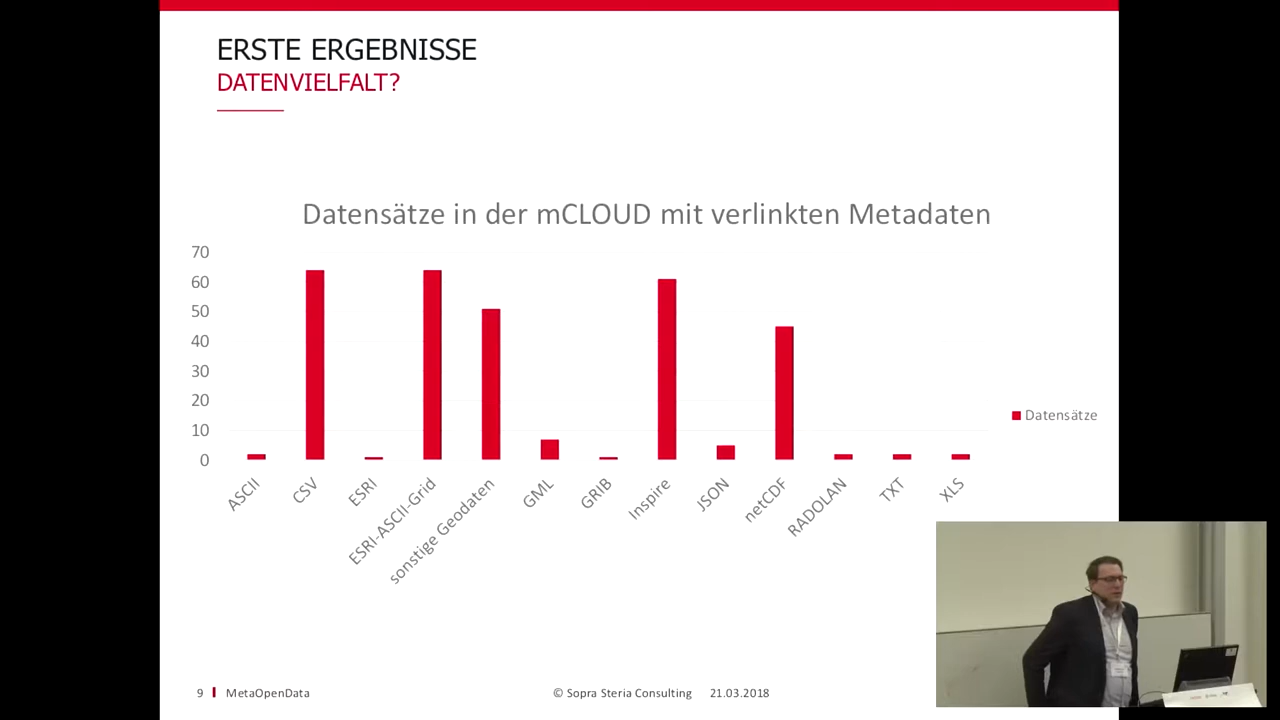 ERSTE ERGEBNISSE
DATENVIELFALT?
Datensätze in der mCLOUD mit verlinkten Metadaten
70
60
50
40
30
20
10
0
Datensätze
ASCII
CSV
ESRI
ESRI-ASCII-Grid
sonstige Geodaten
GML
GRIB
Inspire
JSON
netCDF
RADOLAN
TXT
XLS
9 MetaOpenData © Sopra Steria Consulting 21.03.2018